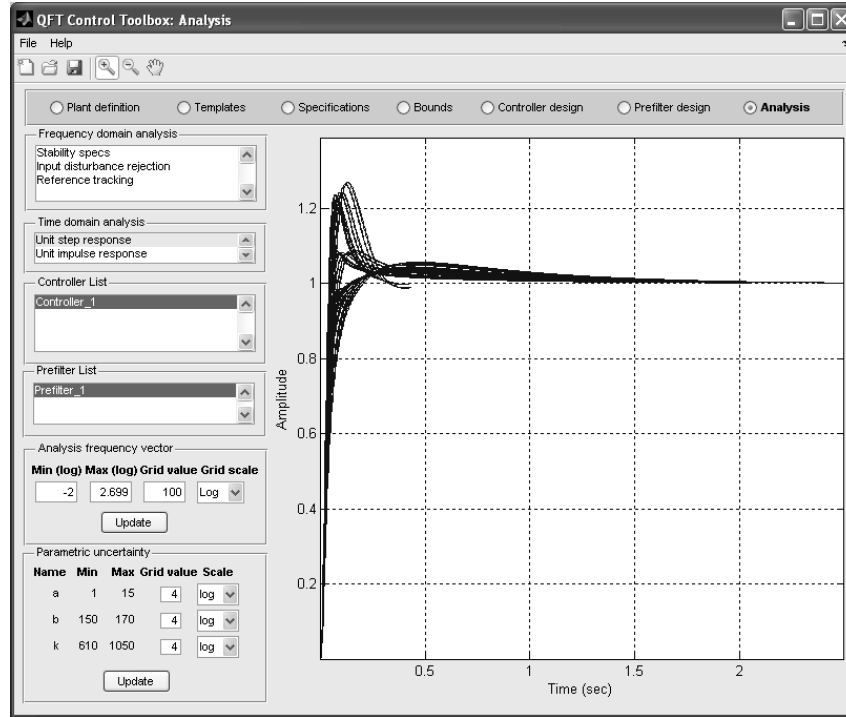 QFT Control Toolbox: Analysis
File Help
Plant definition Templates Specifications Bounds Controller design Prefilter design Analysis
Frequency domain analysis
Stability specs
Input disturbance rejection
Reference tracking
Time domain analysis
Unit step response
Unit impulse response
Controller List
Controller_1
Prefilter List
Prefilter_1
Analysis frequency vector
Min (log) Max (log) Grid value Grid scale
-2 2.699 100 Log
Update
Parametric uncertainty
Name Min Max Grid value Scale
a 1 15 4 log
b 150 170 4 log
k 610 1050 4 log
Update
Amplitude
1.2
1
0.8
0.6
0.4
0.2
0.5 1 1.5 2
Time (sec)